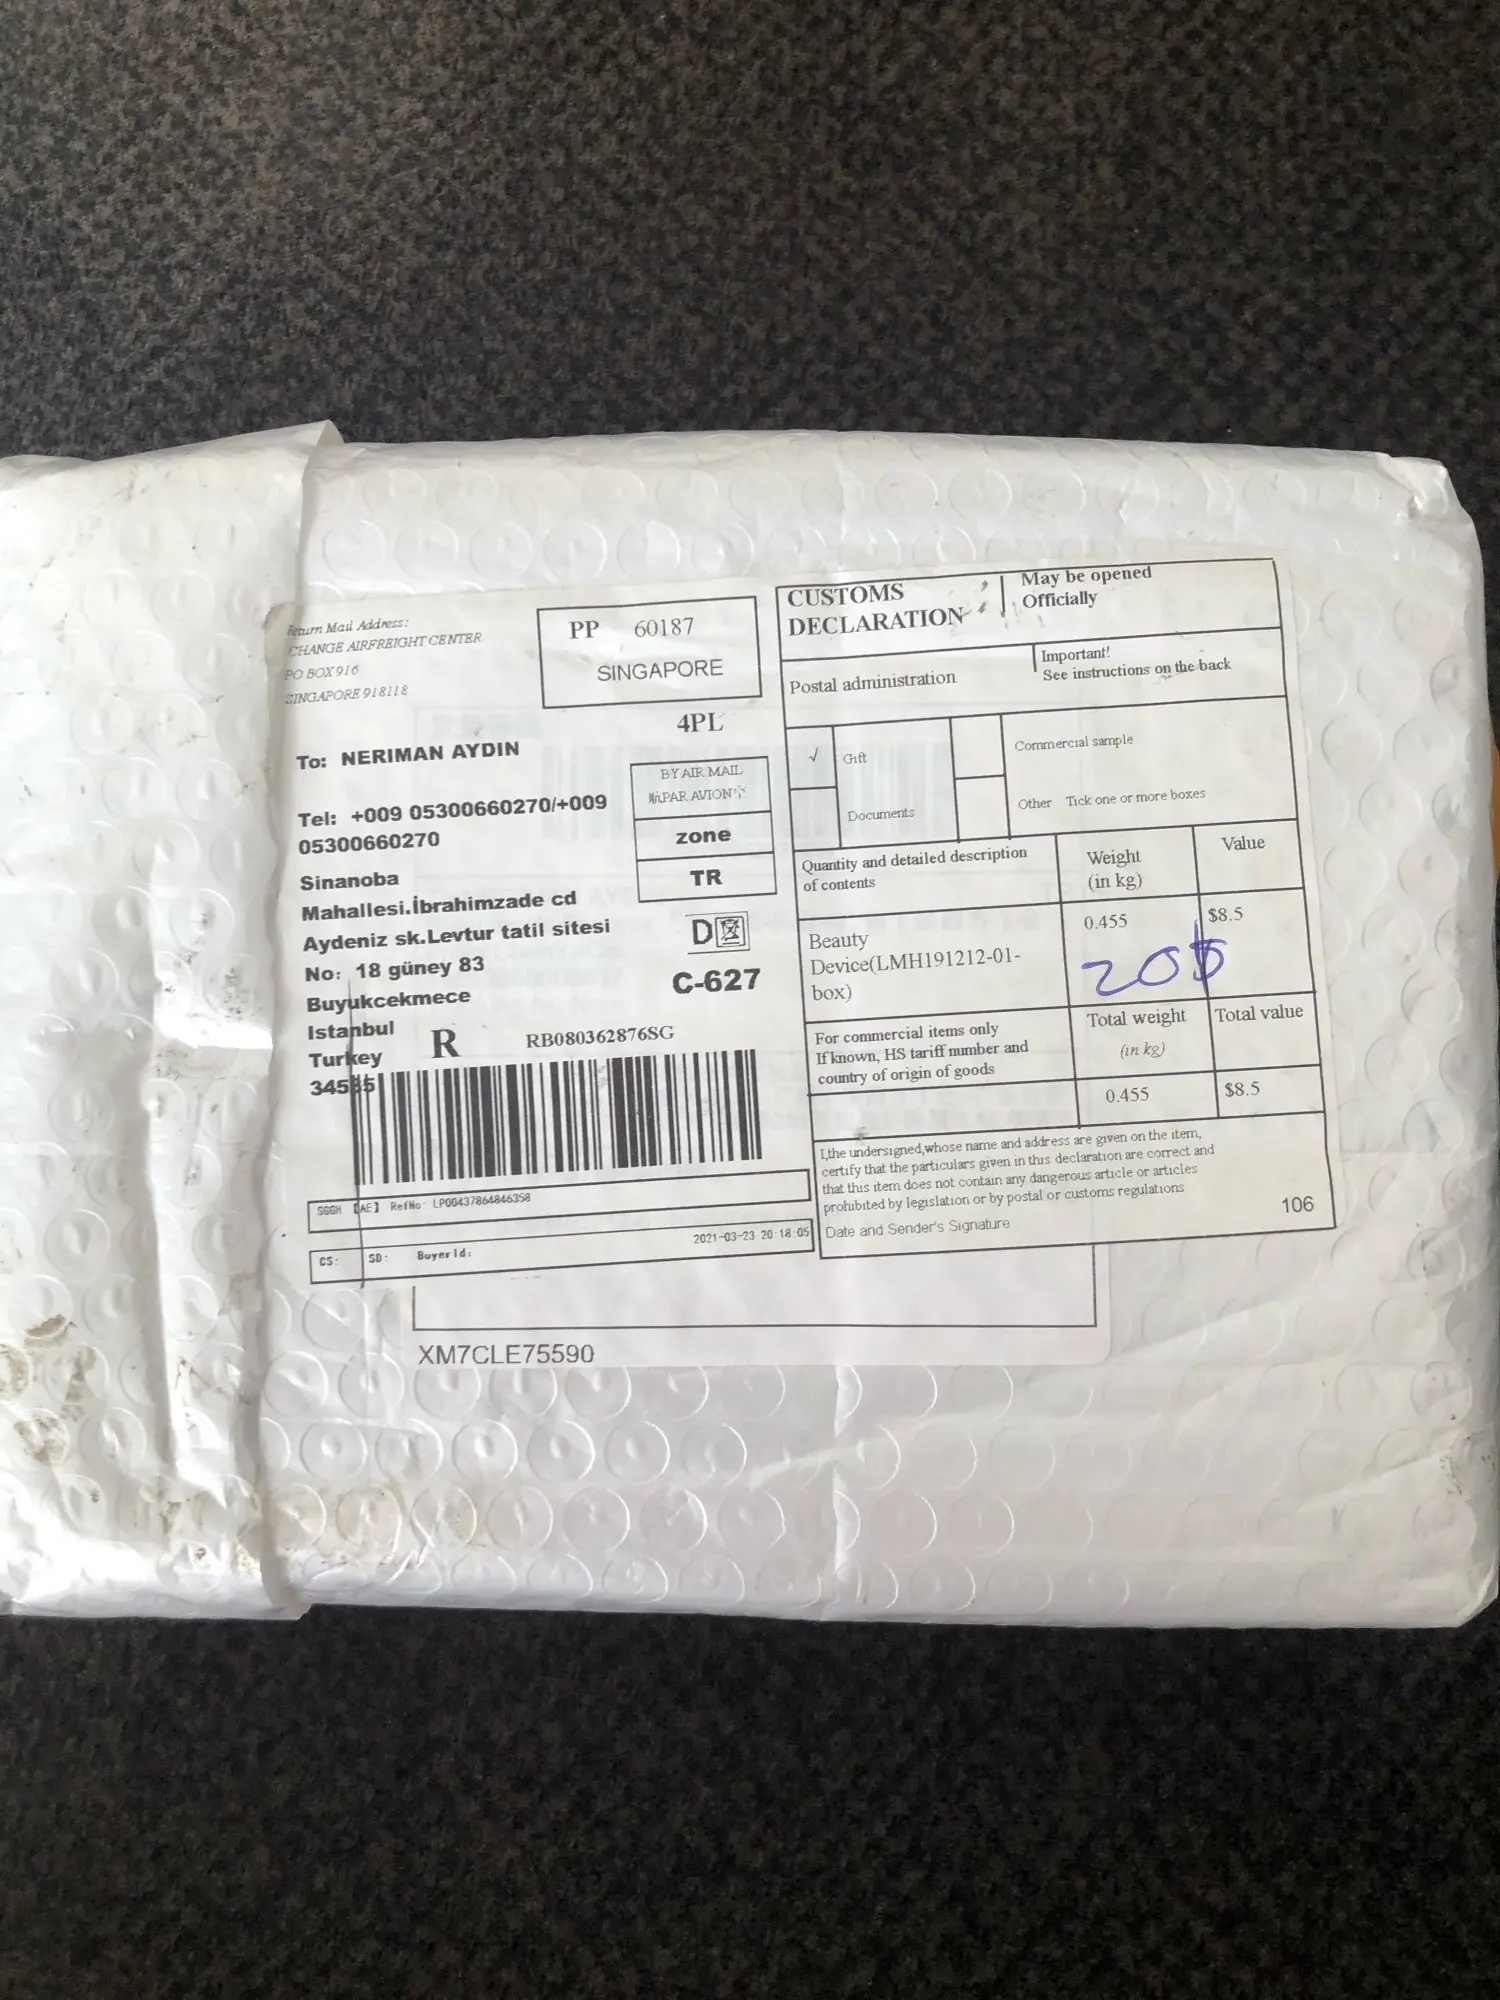 Return Mail Address:
CHANGE AIRFREIGHT CENTER
PO BOX 916
SINGAPORE 918118
PP 60187
SINGAPORE
4PL
To: NERIMAN AYDIN
Tel: +009 05300660270/+009
05300660270
Sinanoba
Mahallesi.İbrahimzade cd
Aydeniz sk.Levtur tatil sitesi
No: 18 güney 83
Buyukcekmece
Istanbul
Turkey
BY AIR MAIL
PAR AVION
zone
TR
D
C-627
R
RB080362876SG
SGGH 【AE】 RefNo: LP00437864846358
2021-03-23 20:18:05
CS: SD: Buyer Id:
CUSTOMS
DECLARATION
May be opened
Officially
Postal administration
Important!
See instructions on the back
√ Gift
Commercial sample
Documents
Other Tick one or more boxes
Quantity and detailed description
of contents
Weight
(in kg)
Value
Beauty
Device(LMH191212-01-
box)
0.455
$8.5
20$
For commercial items only
If known, HS tariff number and
country of origin of goods
Total weight
(in kg)
Total value
0.455
$8.5
I,the undersigned,whose name and address are given on the item,
certify that the particulars given in this declaration are correct and
that this item does not contain any dangerous article or articles
prohibited by legislation or by postal or customs regulations
Date and Sender's Signature
106
XM7CLE75590